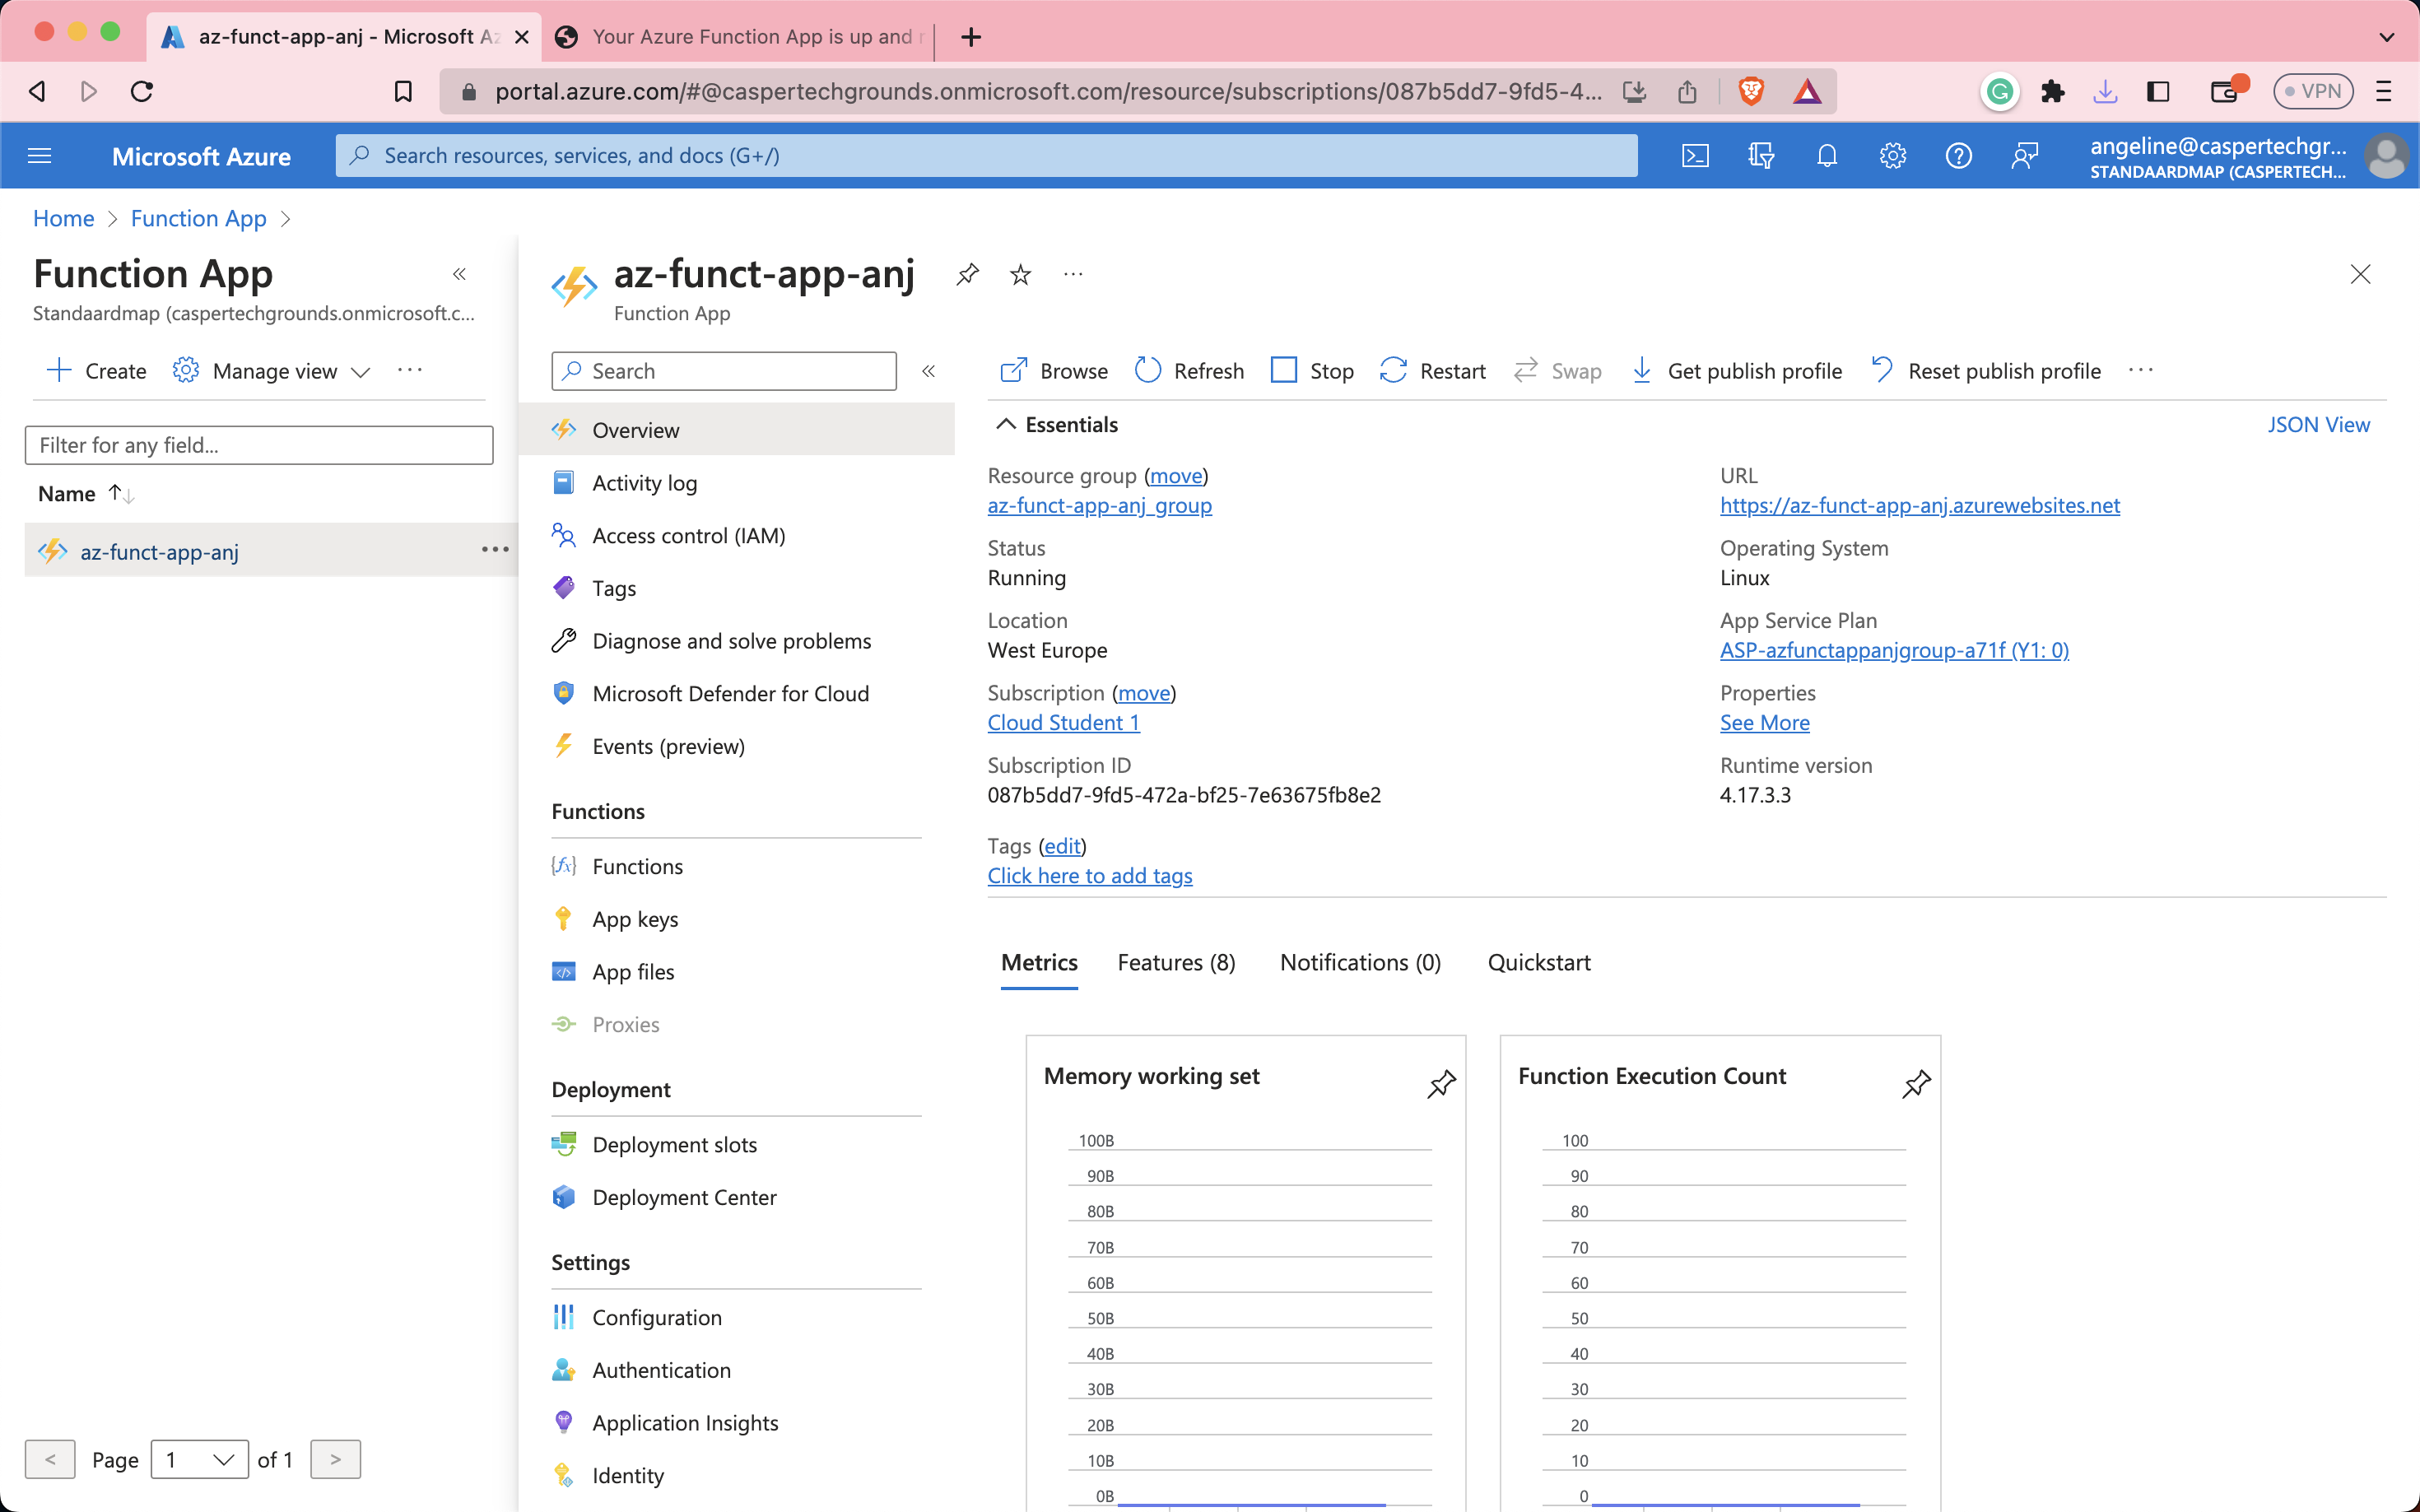 az-funct-app-anj - Microsoft Az
Your Azure Function App is up and r
portal.azure.com/#@caspertechgrounds.onmicrosoft.com/resource/subscriptions/087b5dd7-9fd5-4...
VPN
Microsoft Azure
Search resources, services, and docs (G+/)
angeline@caspertechgr...
STANDAARDMAP (CASPERTECH...
Home > Function App >
Function App
Standaardmap (caspertechgrounds.onmicrosoft.c...
Create
Manage view
Filter for any field...
Name
az-funct-app-anj
< Page 1 of 1 >
az-funct-app-anj
Function App
Search
Overview
Activity log
Access control (IAM)
Tags
Diagnose and solve problems
Microsoft Defender for Cloud
Events (preview)
Functions
Functions
App keys
App files
Proxies
Deployment
Deployment slots
Deployment Center
Settings
Configuration
Authentication
Application Insights
Identity
Browse Refresh Stop Restart Swap Get publish profile Reset publish profile
Essentials
JSON View
Resource group (move)
az-funct-app-anj_group
Status
Running
Location
West Europe
Subscription (move)
Cloud Student 1
Subscription ID
087b5dd7-9fd5-472a-bf25-7e63675fb8e2
Tags (edit)
Click here to add tags
URL
https://az-funct-app-anj.azurewebsites.net
Operating System
Linux
App Service Plan
ASP-azfunctappanjgroup-a71f (Y1: 0)
Properties
See More
Runtime version
4.17.3.3
Metrics Features (8) Notifications (0) Quickstart
Memory working set
100B
90B
80B
70B
60B
50B
40B
30B
20B
10B
0B
Function Execution Count
100
90
80
70
60
50
40
30
20
10
0